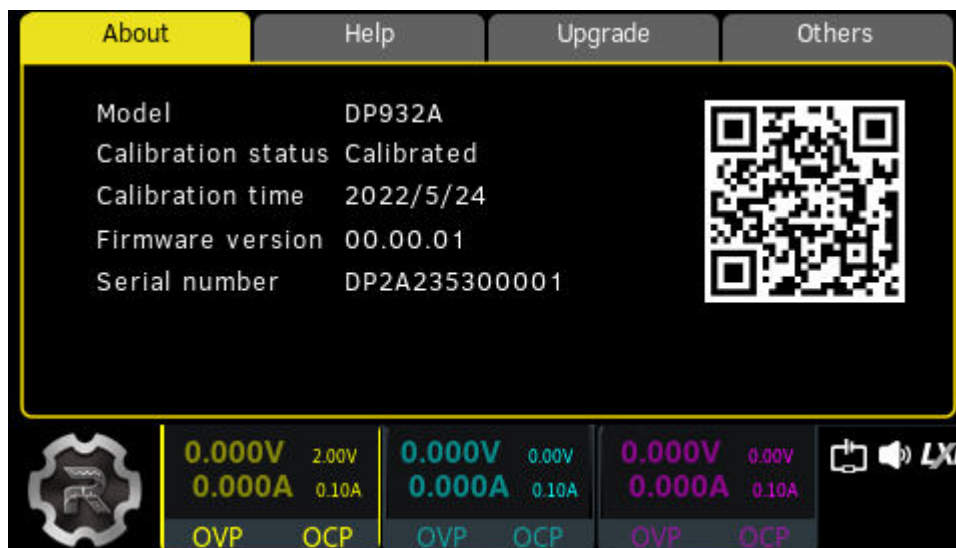 About Help Upgrade Others
Model DP932A
Calibration status Calibrated
Calibration time 2022/5/24
Firmware version 00.00.01
Serial number DP2A235300001
0.000V 2.00V 0.000V 0.00V 0.000V 0.00V
0.000A 0.10A 0.000A 0.10A 0.000A 0.10A
OVP OCP OVP OCP OVP OCP
R